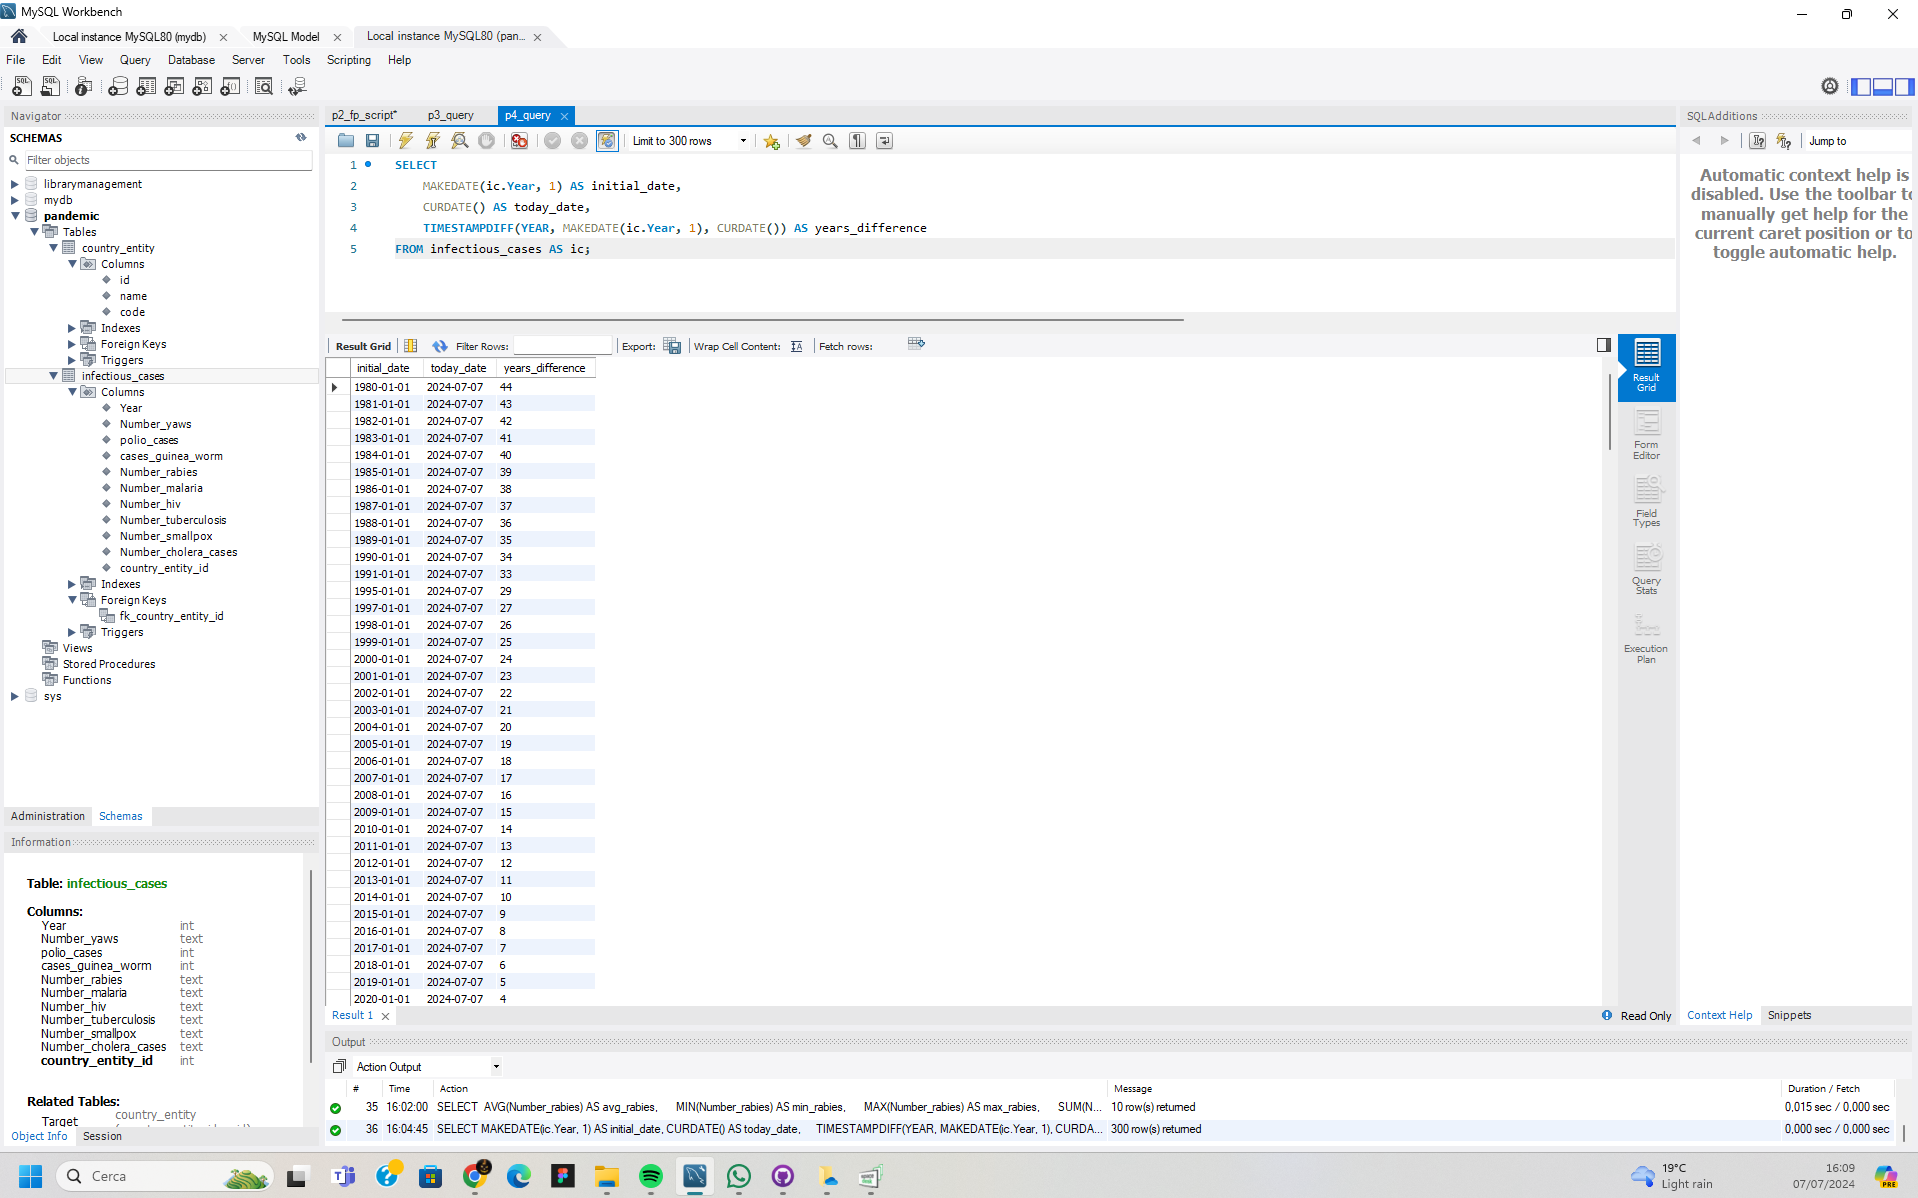 MySQL Workbench
Local instance MySQL80 (mydb)
MySQL Model
Local instance MySQL80 (pan...
File Edit View Query Database Server Tools Scripting Help
Navigator
SCHEMAS
Filter objects
librarymanagement
mydb
pandemic
Tables
country_entity
Columns
id
name
code
Indexes
Foreign Keys
Triggers
infectious_cases
Columns
Year
Number_yaws
polio_cases
cases_guinea_worm
Number_rabies
Number_malaria
Number_hiv
Number_tuberculosis
Number_smallpox
Number_cholera_cases
country_entity_id
Indexes
Foreign Keys
fk_country_entity_id
Triggers
Views
Stored Procedures
Functions
sys
Administration Schemas
Information
Table: infectious_cases
Columns:
Year int
Number_yaws text
polio_cases int
cases_guinea_worm int
Number_rabies text
Number_malaria text
Number_hiv text
Number_tuberculosis text
Number_smallpox text
Number_cholera_cases text
country_entity_id int
Related Tables:
Target country_entity
Object Info Session
p2_fp_script* p3_query p4_query
Limit to 300 rows
1 SELECT
2 MAKEDATE(ic.Year, 1) AS initial_date,
3 CURDATE() AS today_date,
4 TIMESTAMPDIFF(YEAR, MAKEDATE(ic.Year, 1), CURDATE()) AS years_difference
5 FROM infectious_cases AS ic;
Result Grid Filter Rows: Export: Wrap Cell Content: Fetch rows:
initial_date today_date years_difference
1980-01-01 2024-07-07 44
1981-01-01 2024-07-07 43
1982-01-01 2024-07-07 42
1983-01-01 2024-07-07 41
1984-01-01 2024-07-07 40
1985-01-01 2024-07-07 39
1986-01-01 2024-07-07 38
1987-01-01 2024-07-07 37
1988-01-01 2024-07-07 36
1989-01-01 2024-07-07 35
1990-01-01 2024-07-07 34
1991-01-01 2024-07-07 33
1995-01-01 2024-07-07 29
1997-01-01 2024-07-07 27
1998-01-01 2024-07-07 26
1999-01-01 2024-07-07 25
2000-01-01 2024-07-07 24
2001-01-01 2024-07-07 23
2002-01-01 2024-07-07 22
2003-01-01 2024-07-07 21
2004-01-01 2024-07-07 20
2005-01-01 2024-07-07 19
2006-01-01 2024-07-07 18
2007-01-01 2024-07-07 17
2008-01-01 2024-07-07 16
2009-01-01 2024-07-07 15
2010-01-01 2024-07-07 14
2011-01-01 2024-07-07 13
2012-01-01 2024-07-07 12
2013-01-01 2024-07-07 11
2014-01-01 2024-07-07 10
2015-01-01 2024-07-07 9
2016-01-01 2024-07-07 8
2017-01-01 2024-07-07 7
2018-01-01 2024-07-07 6
2019-01-01 2024-07-07 5
2020-01-01 2024-07-07 4
Result
Grid
Form
Editor
Field
Types
Query
Stats
Execution
Plan
Result 1
Read Only
SQLAdditions
Jump to
Automatic context help is
disabled. Use the toolbar to
manually get help for the
current caret position or to
toggle automatic help.
Context Help Snippets
Output
Action Output
# Time Action Message Duration / Fetch
35 16:02:00 SELECT AVG(Number_rabies) AS avg_rabies, MIN(Number_rabies) AS min_rabies, MAX(Number_rabies) AS max_rabies, SUM(N... 10 row(s) returned 0,015 sec / 0,000 sec
36 16:04:45 SELECT MAKEDATE(ic.Year, 1) AS initial_date, CURDATE() AS today_date, TIMESTAMPDIFF(YEAR, MAKEDATE(ic.Year, 1), CURDA... 300 row(s) returned 0,000 sec / 0,000 sec
Cerca
19°C
Light rain
16:09
07/07/2024
PRE